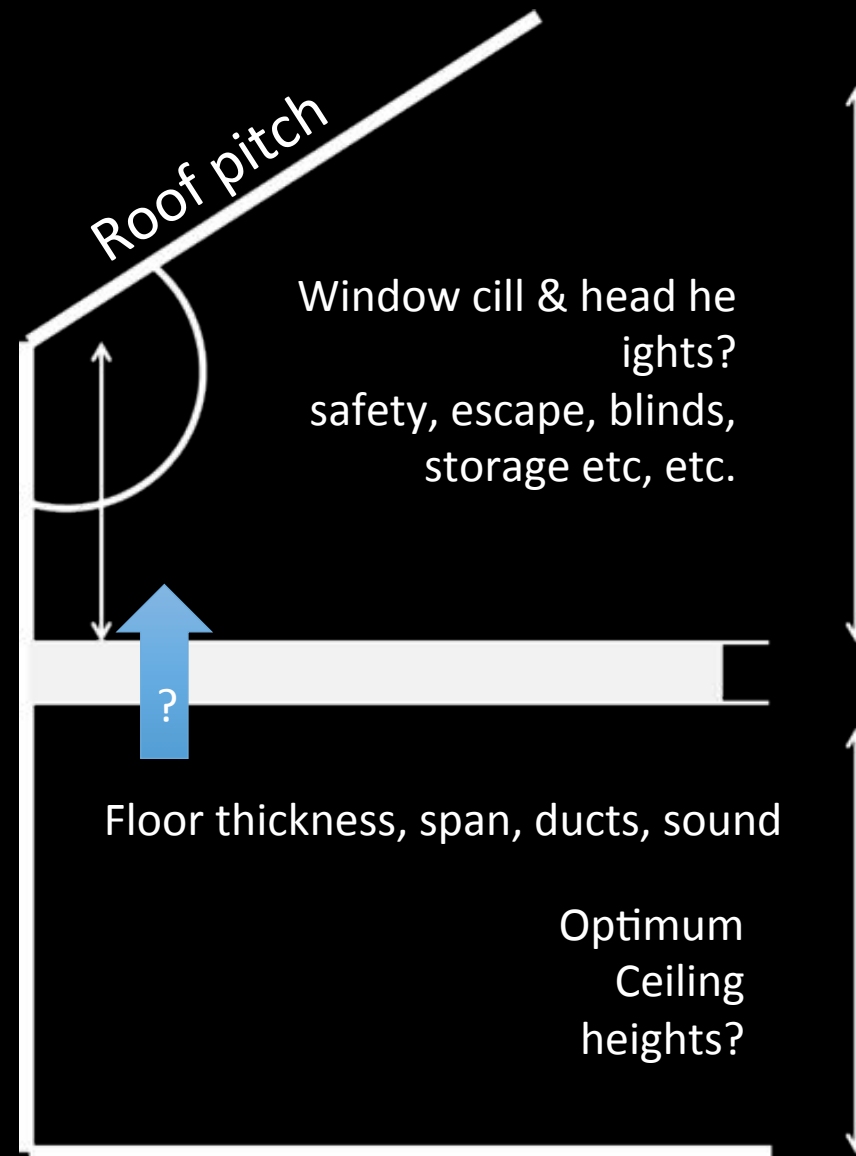 Roof pitch
Window cill & head he
ights?
safety, escape, blinds,
storage etc, etc.
?
Floor thickness, span, ducts, sound
Optimum
Ceiling
heights?